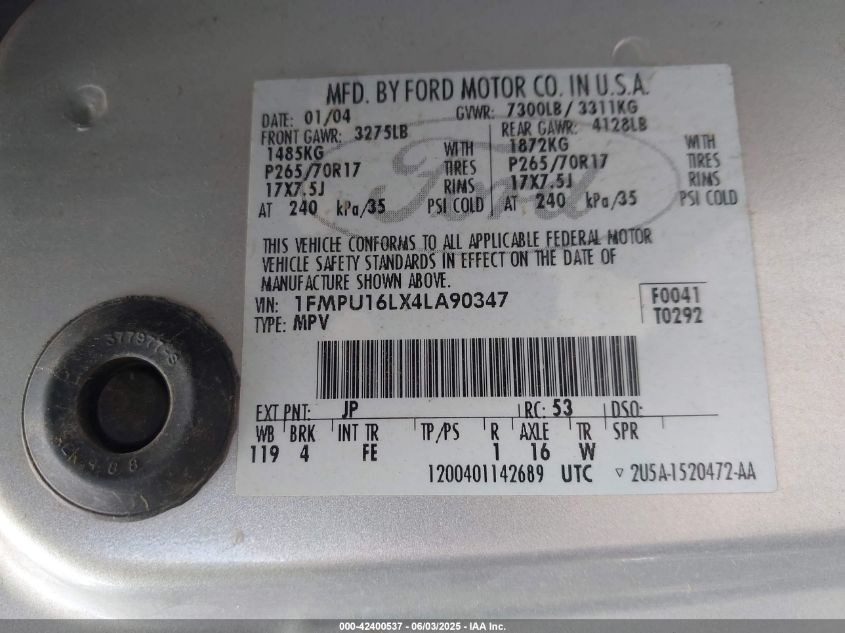 MFD. BY FORD MOTOR CO. IN U.S.A.
DATE: 01/04 GVWR: 7300LB / 3311KG
FRONT GAWR: 3275LB REAR GAWR: 4128LB
1485KG WITH 1872KG WITH
P265/70R17 TIRES P265/70R17 TIRES
17X7.5J RIMS 17X7.5J RIMS
AT 240 kPa/35 PSI COLD AT 240 kPa/35 PSI COLD
Ford
THIS VEHICLE CONFORMS TO ALL APPLICABLE FEDERAL MOTOR
VEHICLE SAFETY STANDARDS IN EFFECT ON THE DATE OF
MANUFACTURE SHOWN ABOVE.
VIN: 1FMPU16LX4LA90347 F0041
TYPE: MPV T0292
EXT PNT: JP RC: 53 DSO:
WB BRK INT TR TP/PS R AXLE TR SPR
119 4 FE 1 16 W
1200401142689 UTC ▽ 2U5A-1520472-AA
377977-S
000-42400537 - 06/03/2025 - IAA Inc.